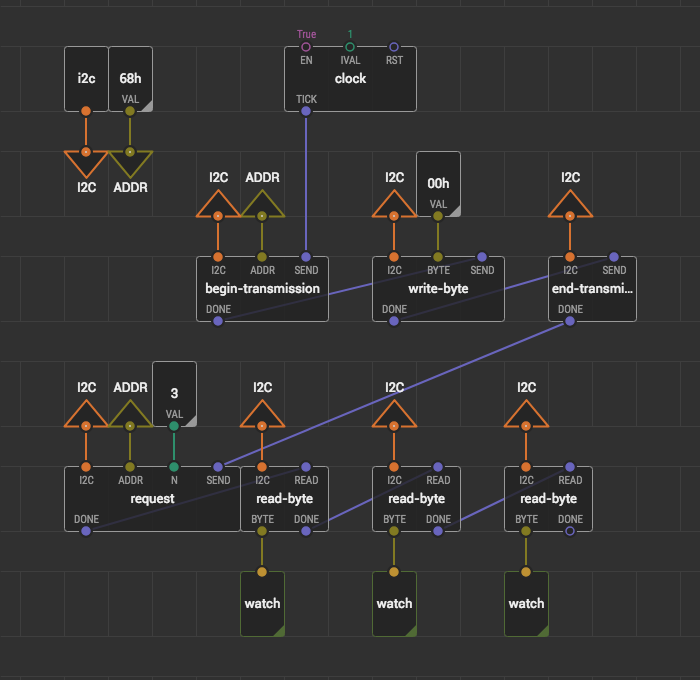 True 1
EN IVAL RST
i2c 68h clock
VAL TICK
I2C ADDR
I2C ADDR I2C 00h I2C
VAL
I2C ADDR SEND I2C BYTE SEND I2C SEND
begin-transmission write-byte end-transmi...
DONE DONE DONE
I2C ADDR 3 I2C I2C I2C
VAL
I2C ADDR N SEND I2C READ I2C READ I2C READ
request read-byte read-byte read-byte
DONE BYTE DONE BYTE DONE BYTE DONE
watch watch watch